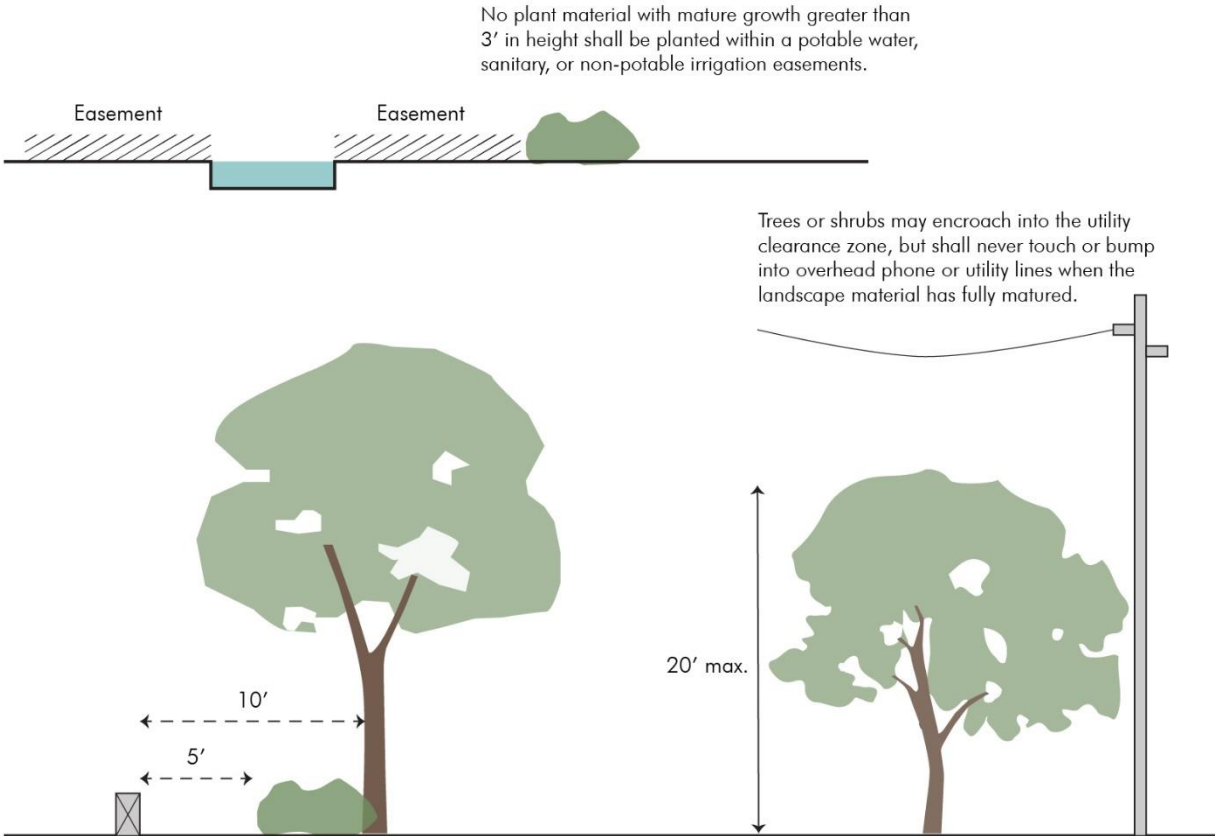 No plant material with mature growth greater than
3’ in height shall be planted within a potable water,
sanitary, or non-potable irrigation easements.
Easement
Easement
Trees or shrubs may encroach into the utility
clearance zone, but shall never touch or bump
into overhead phone or utility lines when the
landscape material has fully matured.
20’ max.
10’
5’